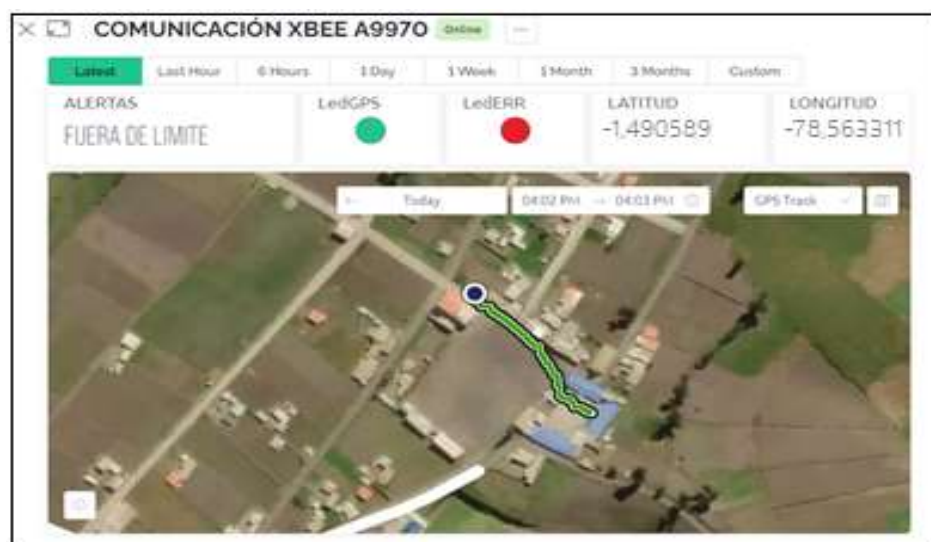 COMUNICACIÓN XBEE A9970 Online
Latest Last Hour 6 Hours 1 Day 1 Week 1 Month 3 Months Custom
ALERTAS LedGPS LedERR LATITUD LONGITUD
FUERA DE LIMITE -1,490589 -78,563311
← Today 04:02 PM → 04:03 PM GPS Track